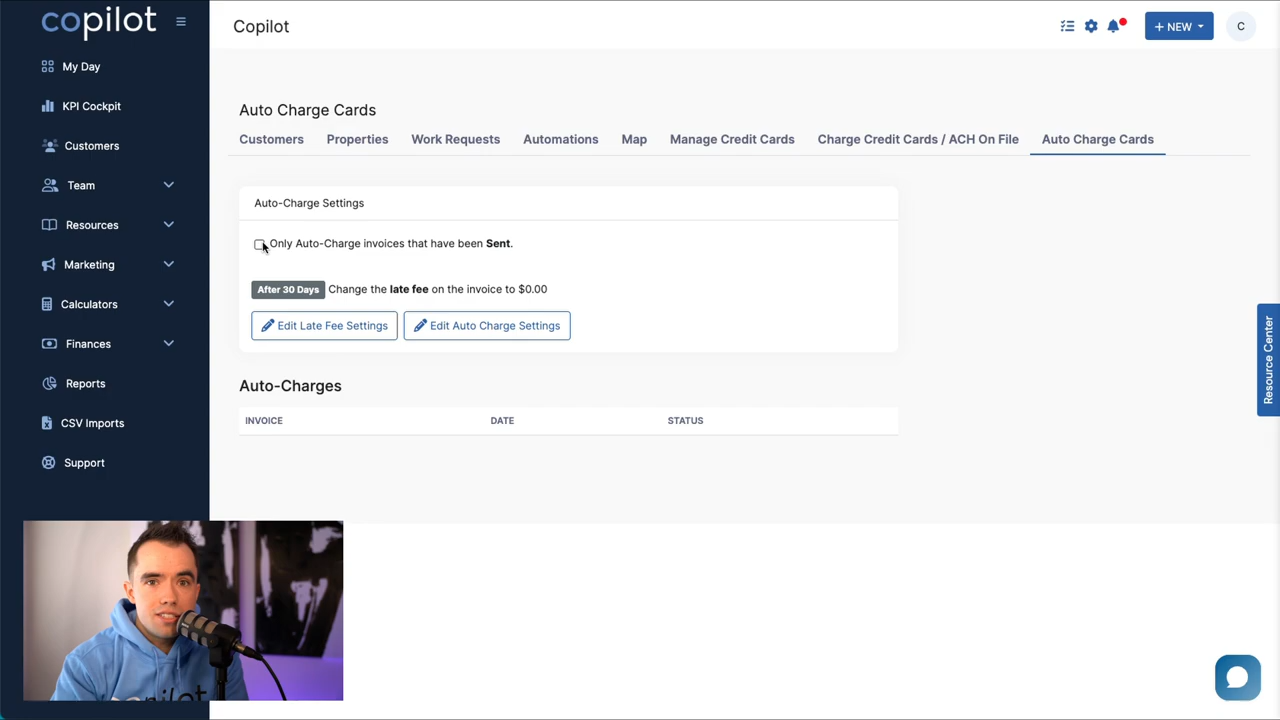 copilot
Copilot
+ NEW
C
My Day
KPI Cockpit
Customers
Team
Resources
Marketing
Calculators
Finances
Reports
CSV Imports
Support
Auto Charge Cards
Customers Properties Work Requests Automations Map Manage Credit Cards Charge Credit Cards / ACH On File Auto Charge Cards
Auto-Charge Settings
Only Auto-Charge invoices that have been Sent.
After 30 Days Change the late fee on the invoice to $0.00
Edit Late Fee Settings Edit Auto Charge Settings
Auto-Charges
INVOICE DATE STATUS
Resource Center
copilot